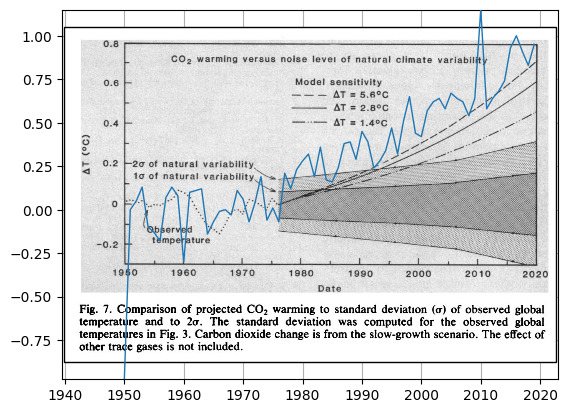 1.00
0.75
0.50
0.25
0.00
−0.25
−0.50
−0.75
1940
1950
1960
1970
1980
1990
2000
2010
2020
0.8
0.6
0.4
0.2
0
−0.2
ΔT (°C)
CO2 warming versus noise level of natural climate variability
Model sensitivity
ΔT = 5.6°C
ΔT = 2.8°C
ΔT = 1.4°C
2σ of natural variability
1σ of natural variability
Observed
temperature
1950
1960
1970
1980
1990
2000
2010
2020
Date
Fig. 7. Comparison of projected CO2 warming to standard deviation (σ) of observed global
temperature and to 2σ. The standard deviation was computed for the observed global
temperatures in Fig. 3. Carbon dioxide change is from the slow-growth scenario. The effect of
other trace gases is not included.